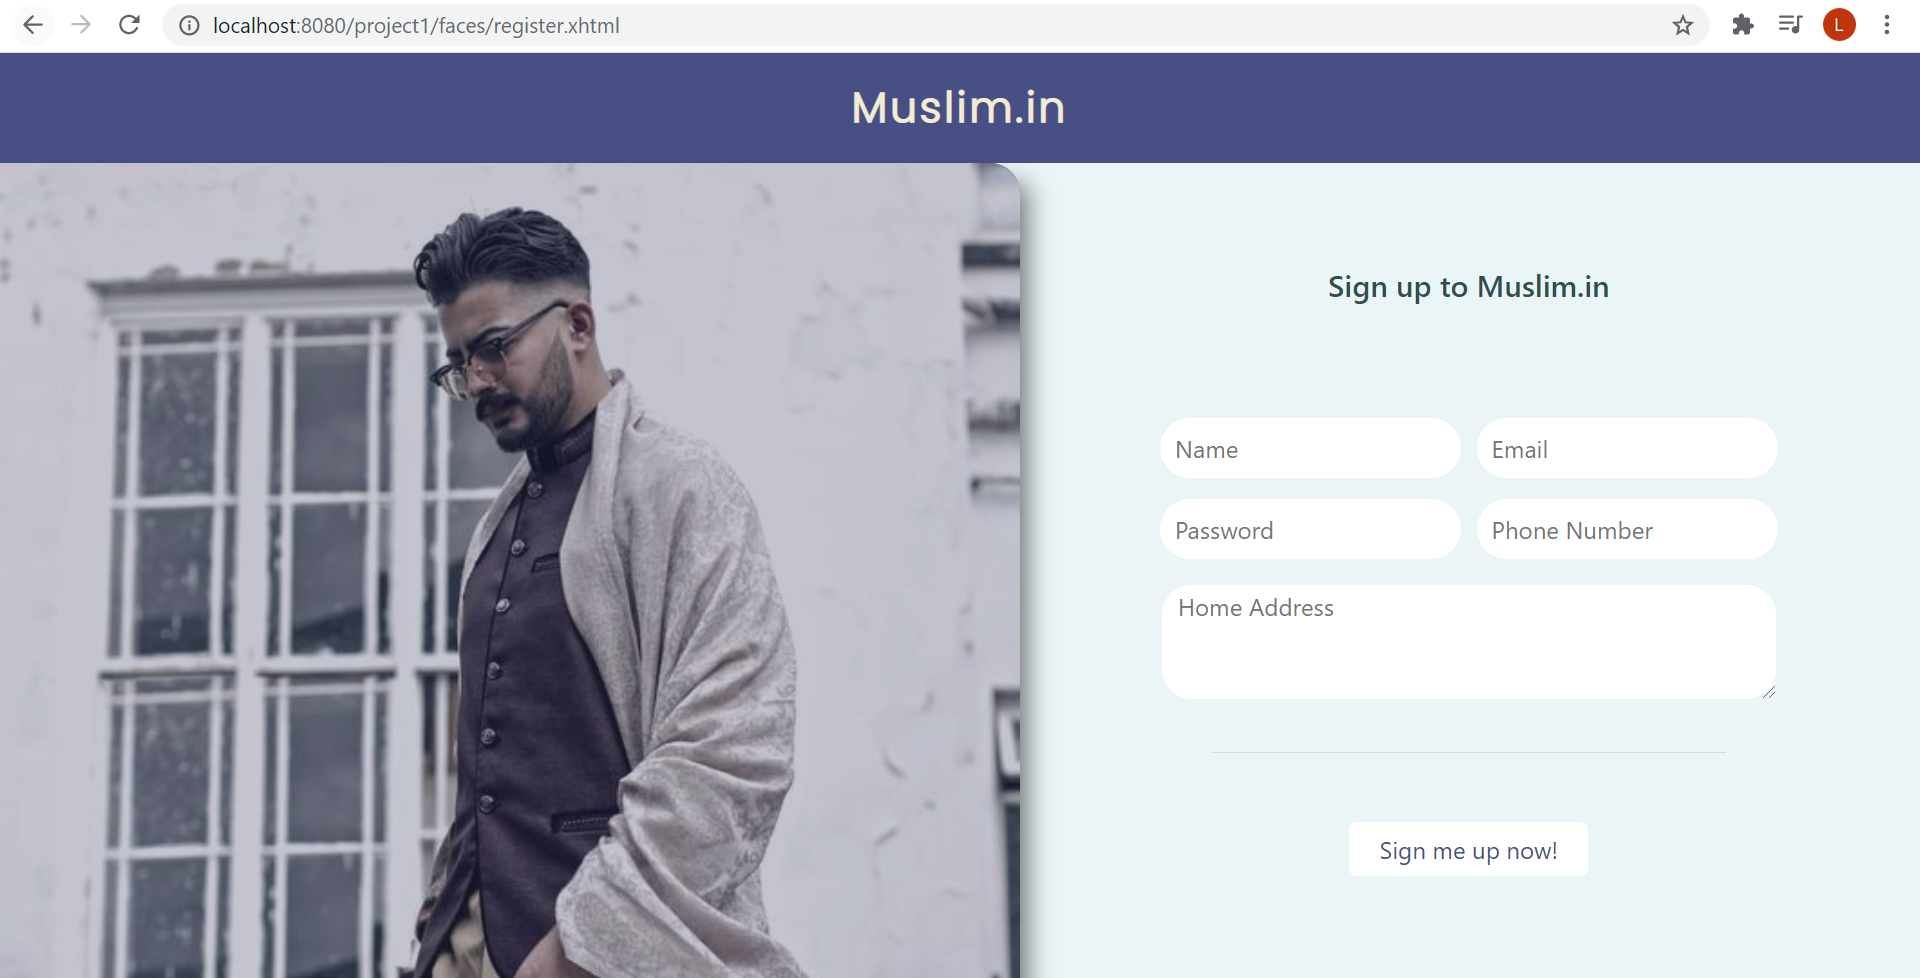 localhost:8080/project1/faces/register.xhtml
L
Muslim.in
Sign up to Muslim.in
Name
Email
Password
Phone Number
Home Address
Sign me up now!